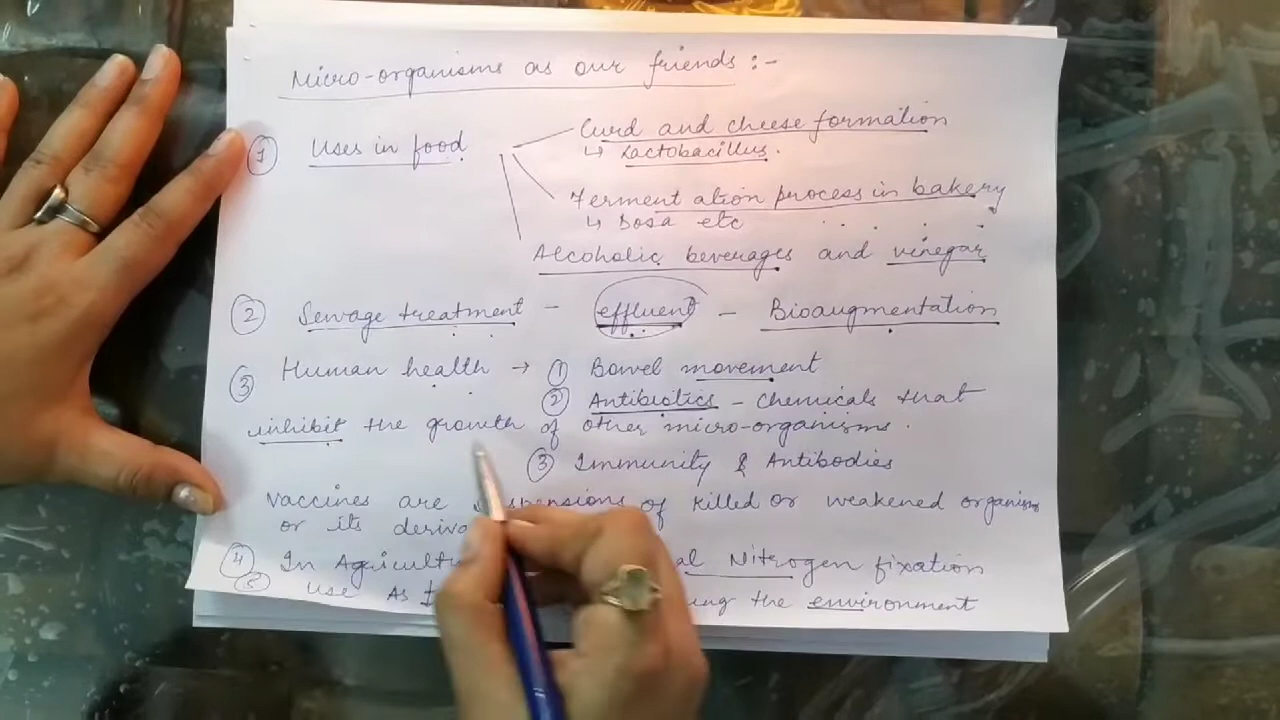 Micro-organisms as our friends :-
① Uses in food
Curd and cheese formation
↳ Lactobacillus.
Fermentation process in bakery
↳ Dosa etc
Alcoholic beverages and vinegar
② Sewage treatment - effluent - Bioaugmentation
③ Human health → ① Bowel movement
② Antibiotics - chemicals that
inhibit the growth of other micro-organisms.
③ Immunity & Antibodies
Vaccines are of killed or weakened organism
or its
④ In Nitrogen fixation
⑤ Use As the environment